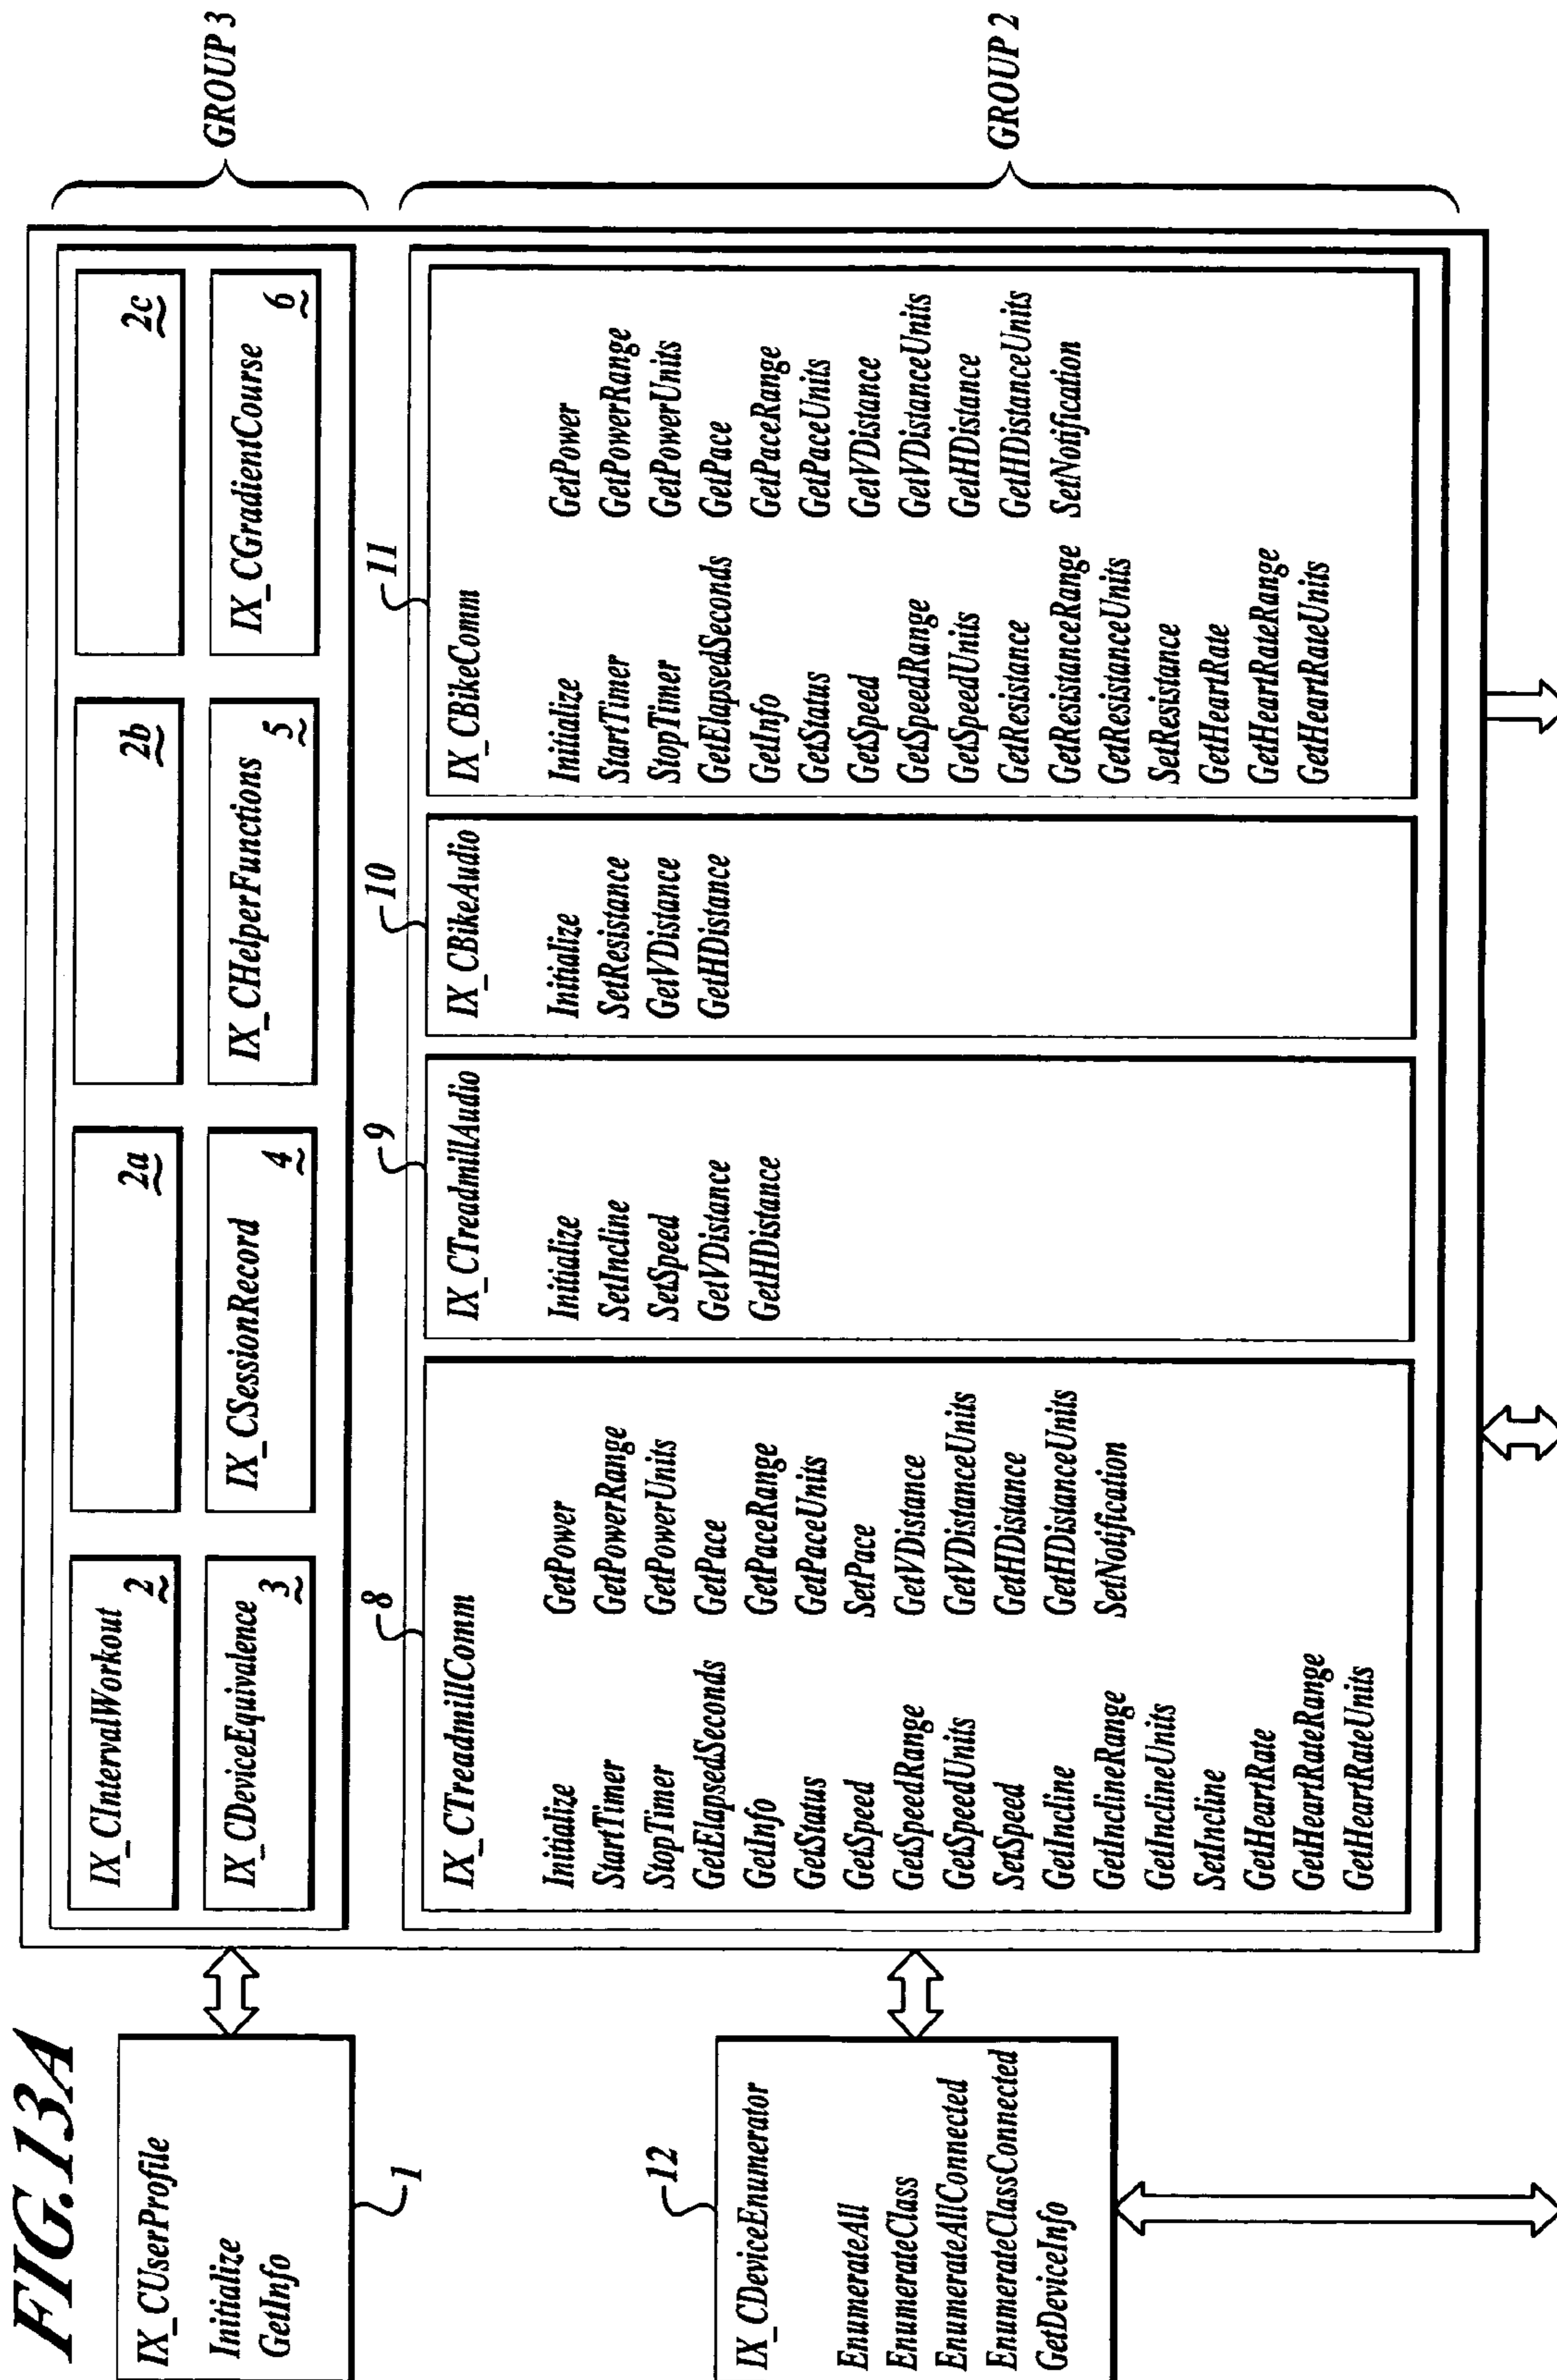 FIG.13A
IX_CUserProfile
Initialize
GetInfo
1
12
IX_CDeviceEnumerator
EnumerateAll
EnumerateClass
EnumerateAllConnected
EnumerateClassConnected
GetDeviceInfo
GROUP 3
IX_CIntervalWorkout
2
2a
2b
2c
IX_CDeviceEquivalence
3
IX_CSessionRecord
4
IX_CHelperFunctions
5
IX_CGradientCourse
6
GROUP 2
8
IX_CTreadmillComm
Initialize
StartTimer
StopTimer
GetElapsedSeconds
GetInfo
GetStatus
GetSpeed
GetSpeedRange
GetSpeedUnits
SetSpeed
GetIncline
GetInclineRange
GetInclineUnits
SetIncline
GetHeartRate
GetHeartRateRange
GetHeartRateUnits
GetPower
GetPowerRange
GetPowerUnits
GetPace
GetPaceRange
GetPaceUnits
SetPace
GetVDistance
GetVDistanceUnits
GetHDistance
GetHDistanceUnits
SetNotification
9
IX_CTreadmillAudio
Initialize
SetIncline
SetSpeed
GetVDistance
GetHDistance
10
IX_CBikeAudio
Initialize
SetResistance
GetVDistance
GetHDistance
11
IX_CBikeComm
Initialize
StartTimer
StopTimer
GetElapsedSeconds
GetInfo
GetStatus
GetSpeed
GetSpeedRange
GetSpeedUnits
GetResistance
GetResistanceRange
GetResistanceUnits
SetResistance
GetHeartRate
GetHeartRateRange
GetHeartRateUnits
GetPower
GetPowerRange
GetPowerUnits
GetPace
GetPaceRange
GetPaceUnits
GetVDistance
GetVDistanceUnits
GetHDistance
GetHDistanceUnits
SetNotification